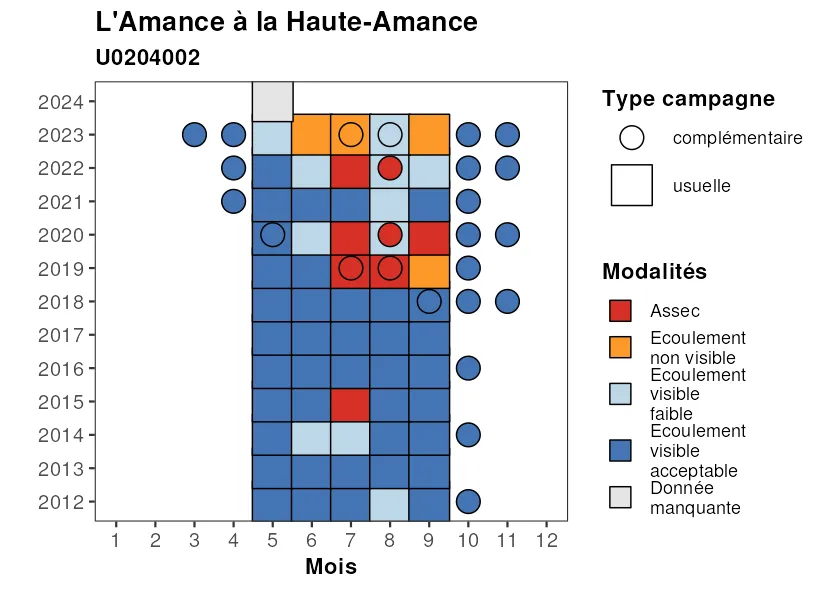 L'Amance à la Haute-Amance
U0204002
2024
2023
2022
2021
2020
2019
2018
2017
2016
2015
2014
2013
2012
1 2 3 4 5 6 7 8 9 10 11 12
Mois
Type campagne
complémentaire
usuelle
Modalités
Assec
Ecoulement
non visible
Ecoulement
visible
faible
Ecoulement
visible
acceptable
Donnée
manquante